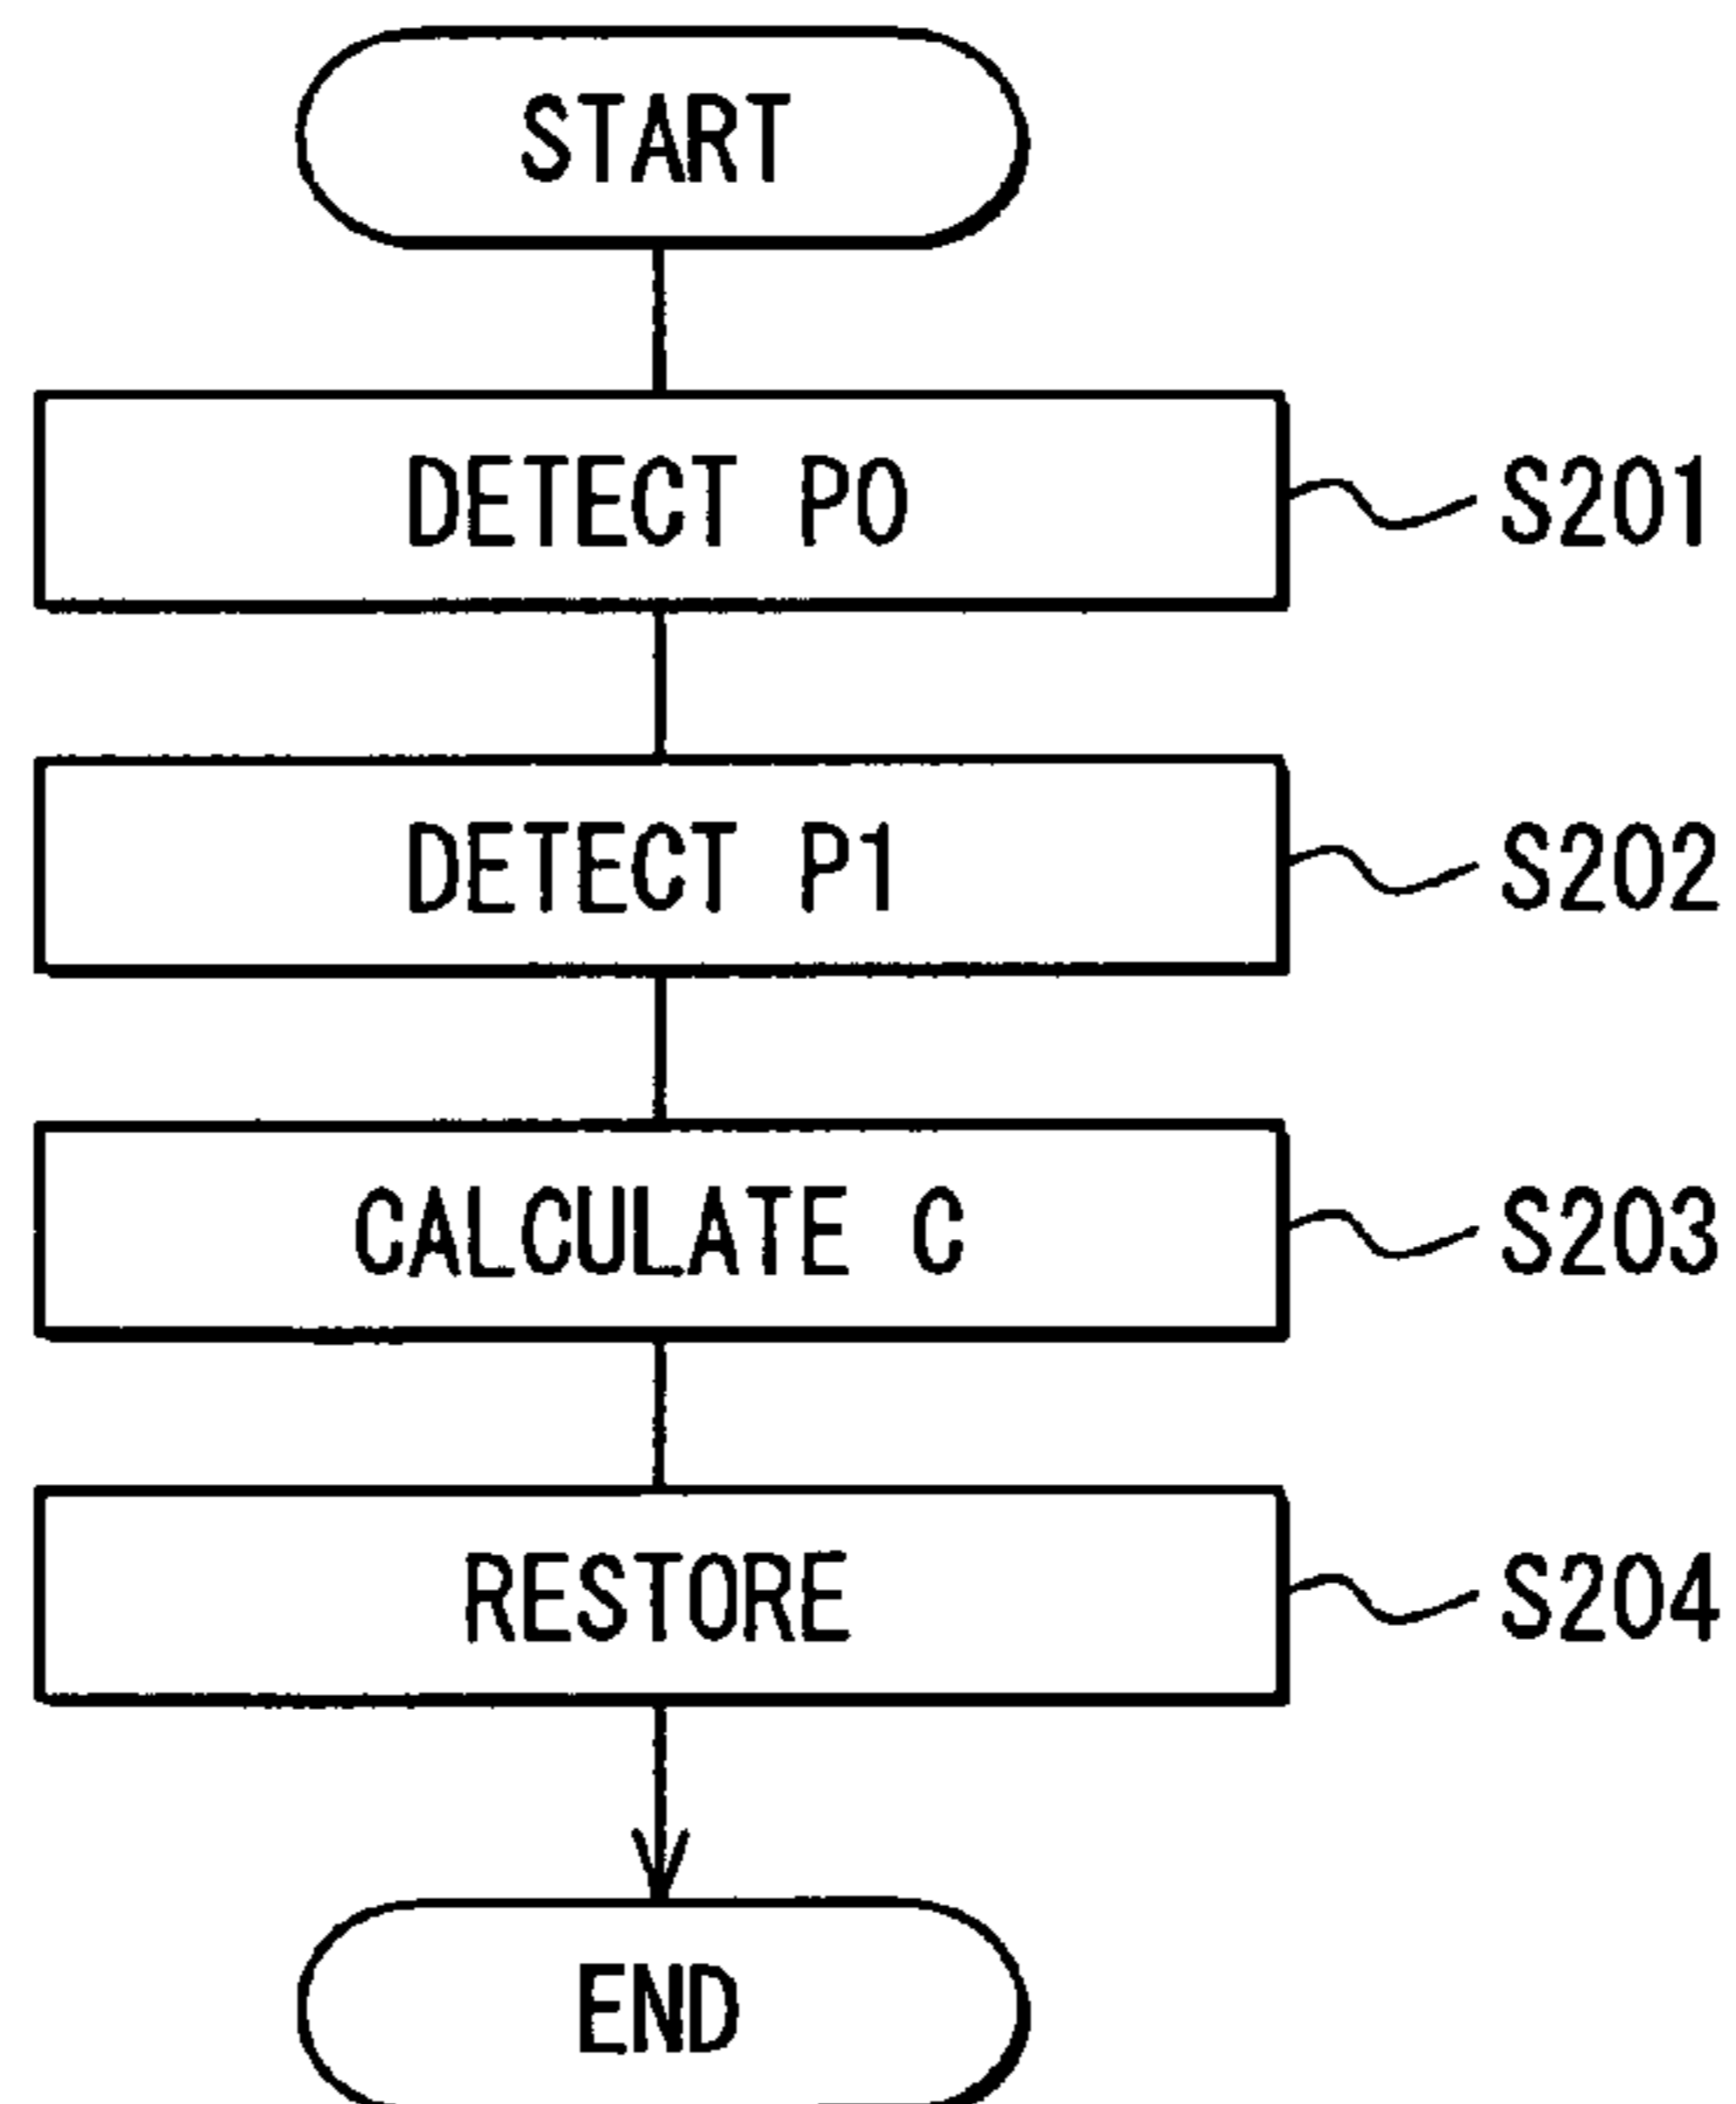 START
DETECT P0 S201
DETECT P1 S202
CALCULATE C S203
RESTORE S204
END